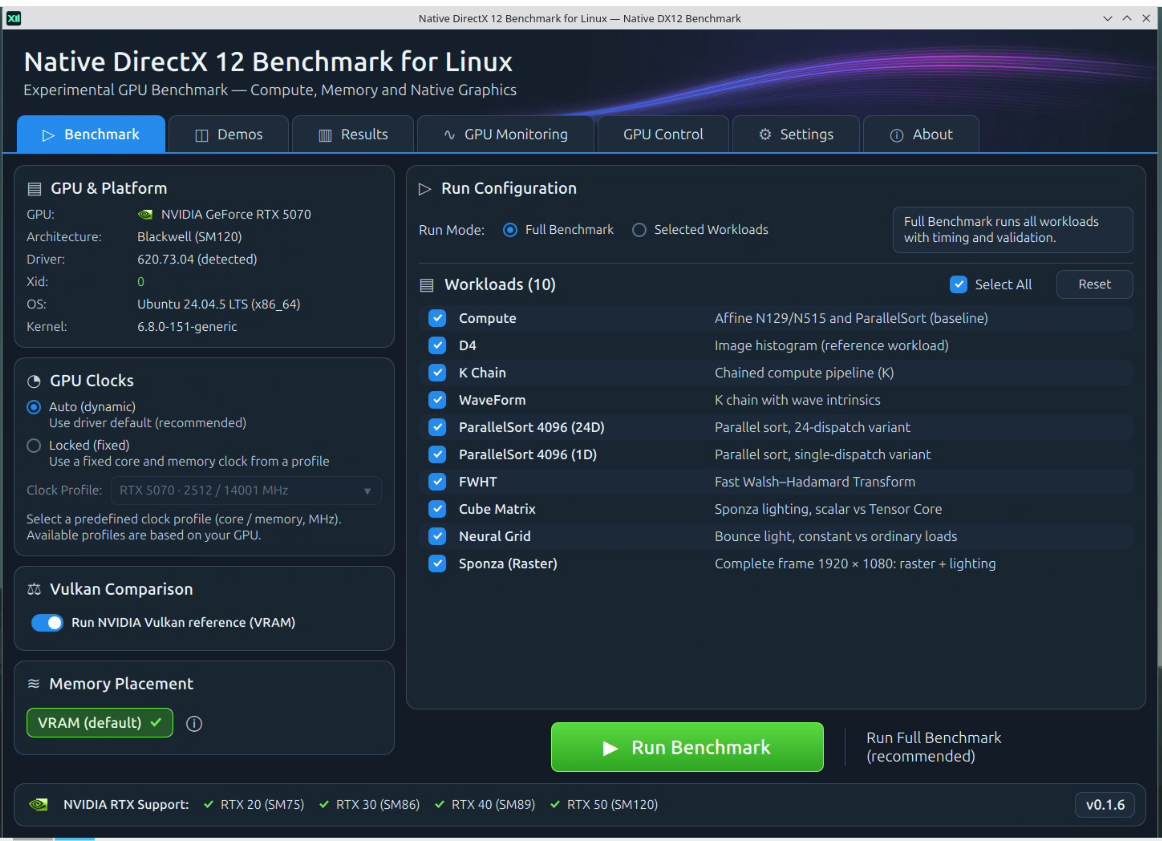 XII
Native DirectX 12 Benchmark for Linux — Native DX12 Benchmark
Native DirectX 12 Benchmark for Linux
Experimental GPU Benchmark — Compute, Memory and Native Graphics
Benchmark
Demos
Results
GPU Monitoring
GPU Control
Settings
About
GPU & Platform
GPU: NVIDIA GeForce RTX 5070
Architecture: Blackwell (SM120)
Driver: 620.73.04 (detected)
Xid: 0
OS: Ubuntu 24.04.5 LTS (x86_64)
Kernel: 6.8.0-151-generic
GPU Clocks
Auto (dynamic)
Use driver default (recommended)
Locked (fixed)
Use a fixed core and memory clock from a profile
Clock Profile: RTX 5070 · 2512 / 14001 MHz
Select a predefined clock profile (core / memory, MHz).
Available profiles are based on your GPU.
Vulkan Comparison
Run NVIDIA Vulkan reference (VRAM)
Memory Placement
VRAM (default) ✓
Run Configuration
Run Mode: Full Benchmark Selected Workloads
Full Benchmark runs all workloads
with timing and validation.
Workloads (10)
Select All
Reset
Compute Affine N129/N515 and ParallelSort (baseline)
D4 Image histogram (reference workload)
K Chain Chained compute pipeline (K)
WaveForm K chain with wave intrinsics
ParallelSort 4096 (24D) Parallel sort, 24-dispatch variant
ParallelSort 4096 (1D) Parallel sort, single-dispatch variant
FWHT Fast Walsh–Hadamard Transform
Cube Matrix Sponza lighting, scalar vs Tensor Core
Neural Grid Bounce light, constant vs ordinary loads
Sponza (Raster) Complete frame 1920 × 1080: raster + lighting
Run Benchmark
Run Full Benchmark
(recommended)
NVIDIA RTX Support: ✓ RTX 20 (SM75) ✓ RTX 30 (SM86) ✓ RTX 40 (SM89) ✓ RTX 50 (SM120)
v0.1.6